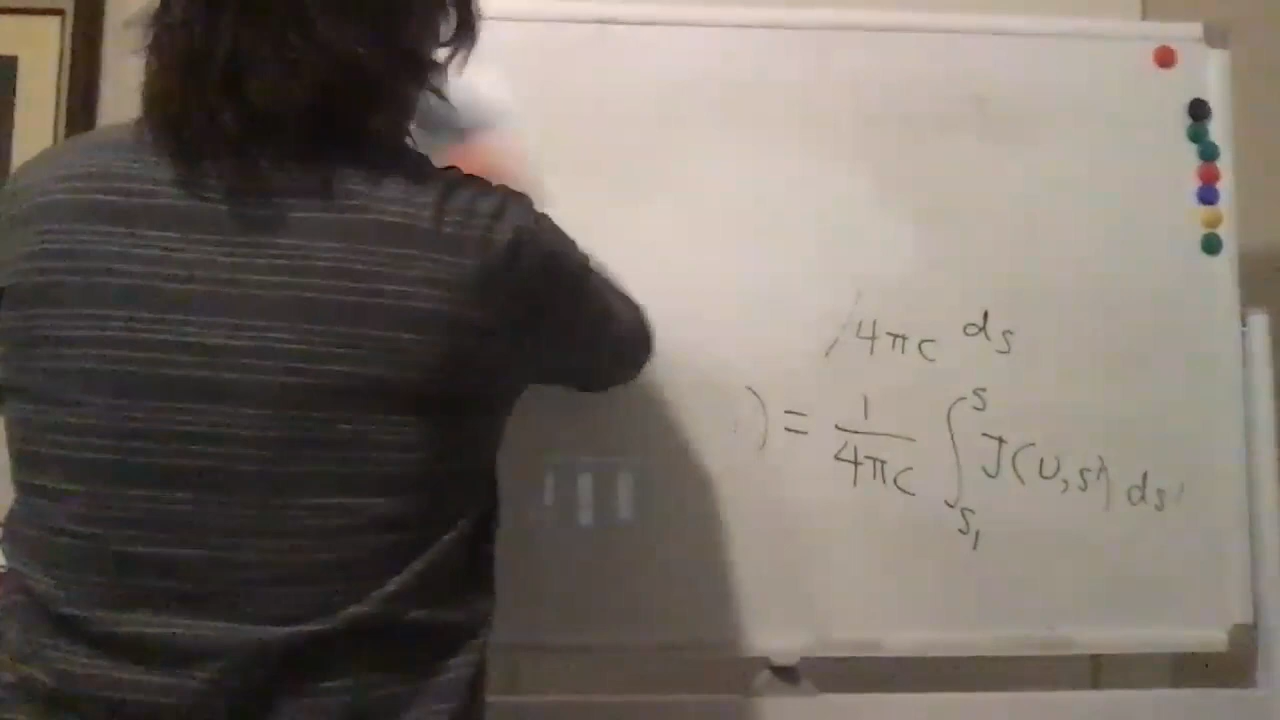 /4πc ds
) = 1/4πc ∫_{s₁}^{s} J(υ,s') ds'